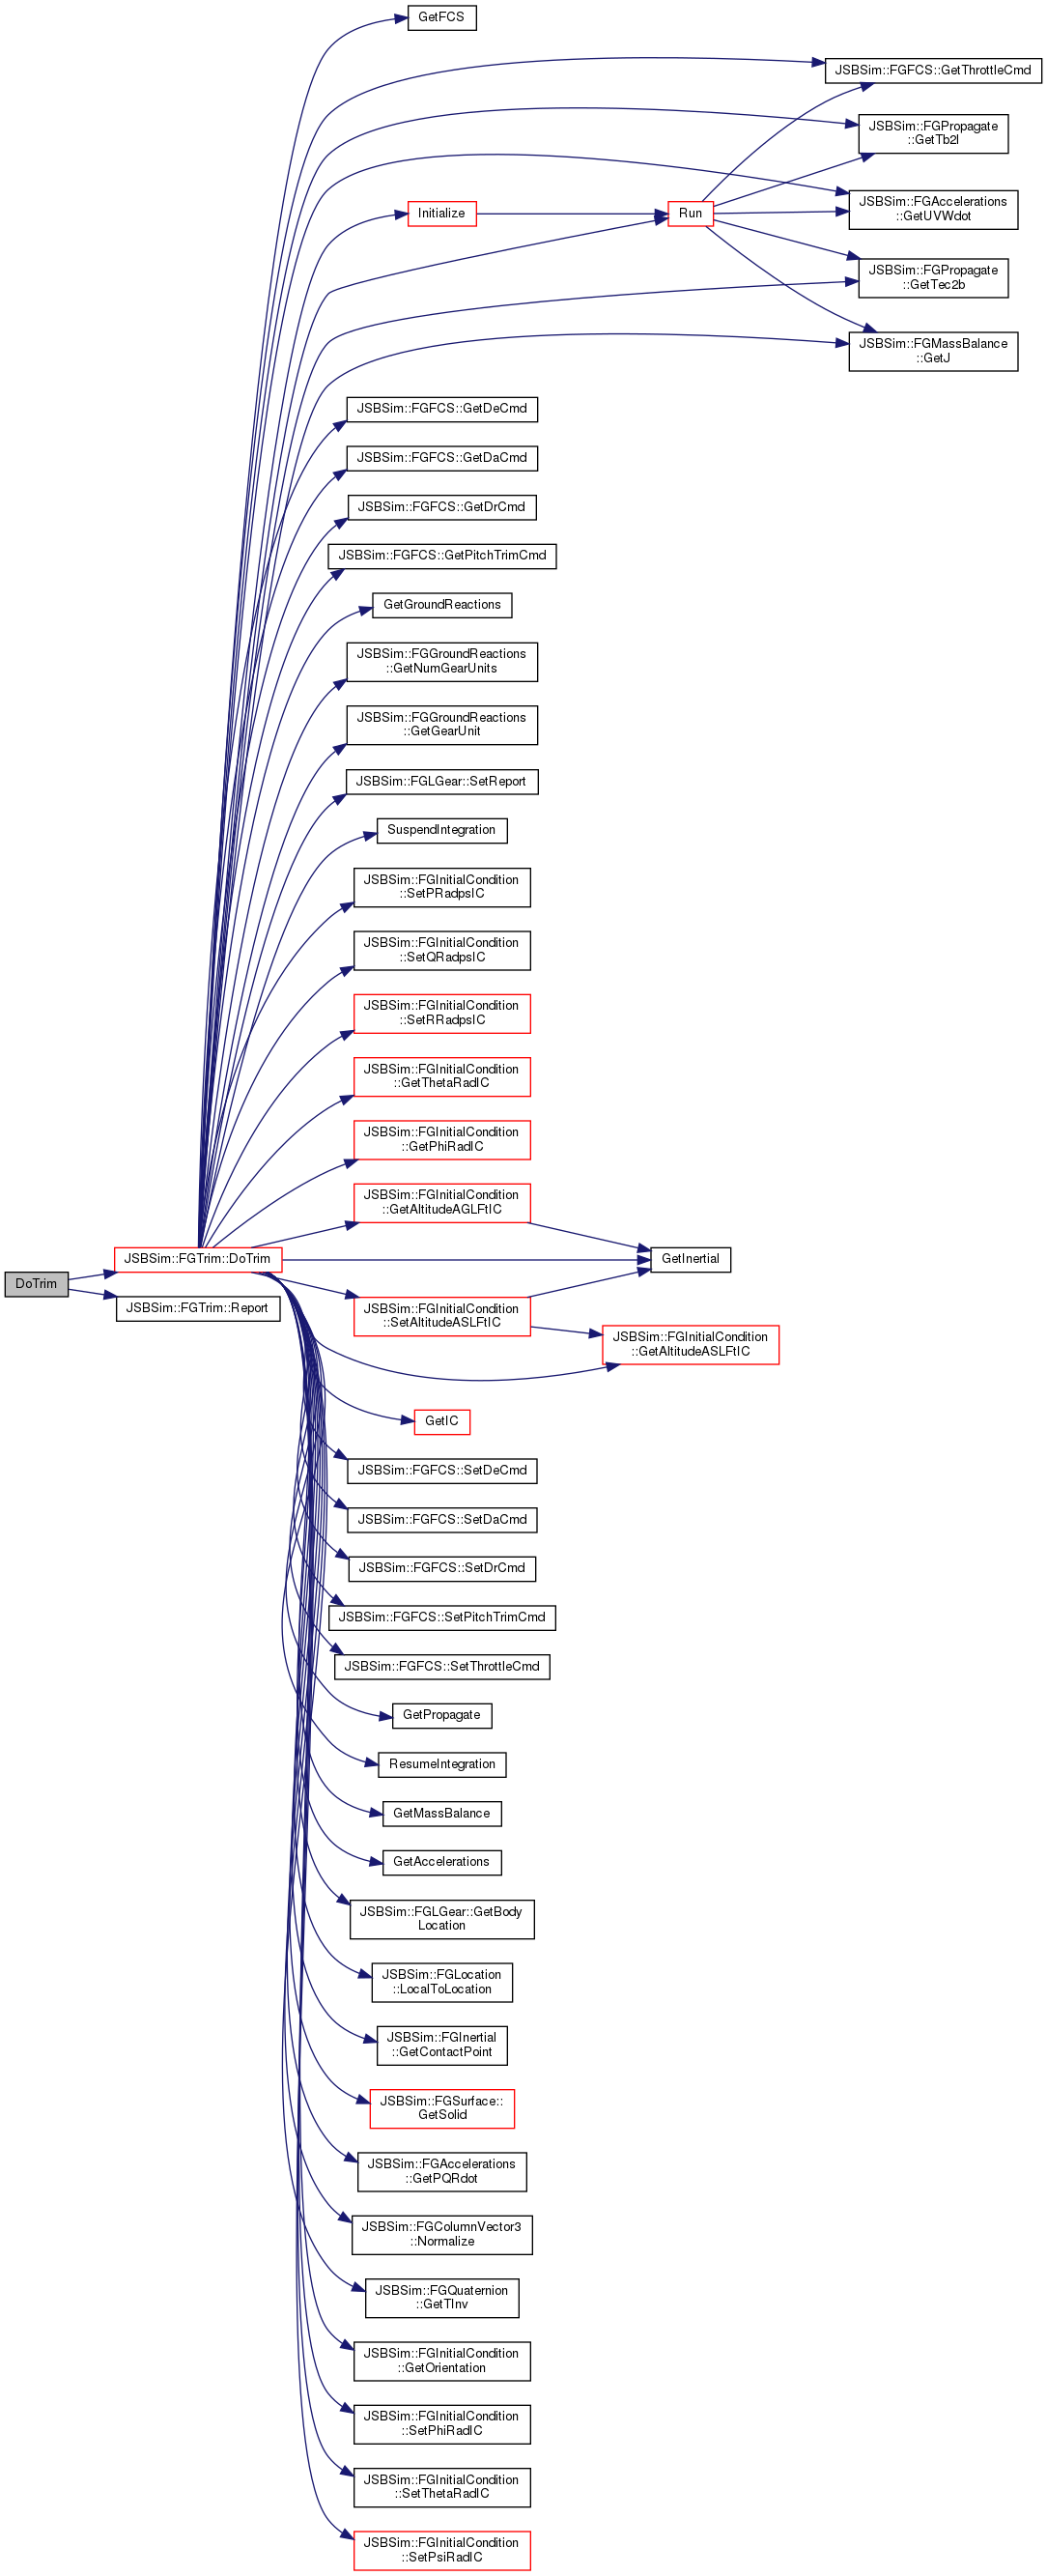 GetFCS
JSBSim::FGFCS::GetThrottleCmd
JSBSim::FGPropagate
::GetTb2l
JSBSim::FGAccelerations
::GetUVWdot
Initialize
Run
JSBSim::FGPropagate
::GetTec2b
JSBSim::FGMassBalance
::GetJ
JSBSim::FGFCS::GetDeCmd
JSBSim::FGFCS::GetDaCmd
JSBSim::FGFCS::GetDrCmd
JSBSim::FGFCS::GetPitchTrimCmd
GetGroundReactions
JSBSim::FGGroundReactions
::GetNumGearUnits
JSBSim::FGGroundReactions
::GetGearUnit
JSBSim::FGLGear::SetReport
SuspendIntegration
JSBSim::FGInitialCondition
::SetPRadpsIC
JSBSim::FGInitialCondition
::SetQRadpsIC
JSBSim::FGInitialCondition
::SetRRadpsIC
JSBSim::FGInitialCondition
::GetThetaRadIC
JSBSim::FGInitialCondition
::GetPhiRadIC
JSBSim::FGInitialCondition
::GetAltitudeAGLFtIC
JSBSim::FGTrim::DoTrim
GetInertial
DoTrim
JSBSim::FGTrim::Report
JSBSim::FGInitialCondition
::SetAltitudeASLFtIC
JSBSim::FGInitialCondition
::GetAltitudeASLFtIC
GetIC
JSBSim::FGFCS::SetDeCmd
JSBSim::FGFCS::SetDaCmd
JSBSim::FGFCS::SetDrCmd
JSBSim::FGFCS::SetPitchTrimCmd
JSBSim::FGFCS::SetThrottleCmd
GetPropagate
ResumeIntegration
GetMassBalance
GetAccelerations
JSBSim::FGLGear::GetBody
Location
JSBSim::FGLocation
::LocalToLocation
JSBSim::FGInertial
::GetContactPoint
JSBSim::FGSurface::
GetSolid
JSBSim::FGAccelerations
::GetPQRdot
JSBSim::FGColumnVector3
::Normalize
JSBSim::FGQuaternion
::GetTInv
JSBSim::FGInitialCondition
::GetOrientation
JSBSim::FGInitialCondition
::SetPhiRadIC
JSBSim::FGInitialCondition
::SetThetaRadIC
JSBSim::FGInitialCondition
::SetPsiRadIC